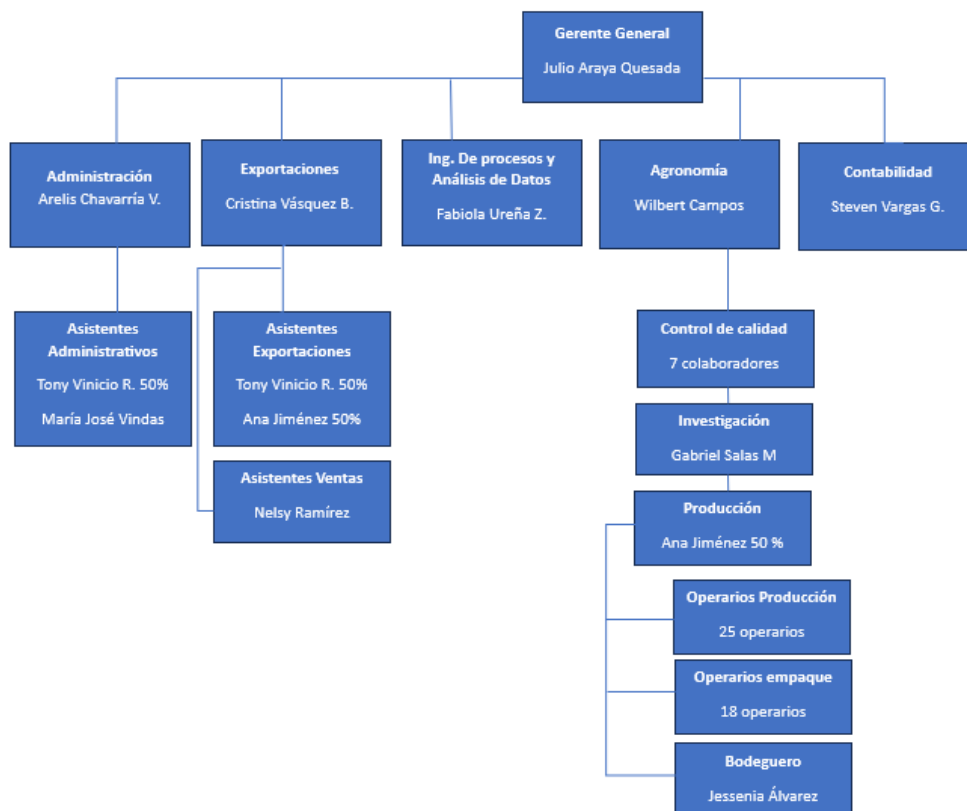 Gerente General
Julio Araya Quesada
Administración
Arelis Chavarría V.
Exportaciones
Cristina Vásquez B.
Ing. De procesos y
Análisis de Datos
Fabiola Ureña Z.
Agronomía
Wilbert Campos
Contabilidad
Steven Vargas G.
Asistentes
Administrativos
Tony Vinicio R. 50%
María José Vindas
Asistentes
Exportaciones
Tony Vinicio R. 50%
Ana Jiménez 50%
Asistentes Ventas
Nelsy Ramírez
Control de calidad
7 colaboradores
Investigación
Gabriel Salas M
Producción
Ana Jiménez 50 %
Operarios Producción
25 operarios
Operarios empaque
18 operarios
Bodeguero
Jessenia Álvarez